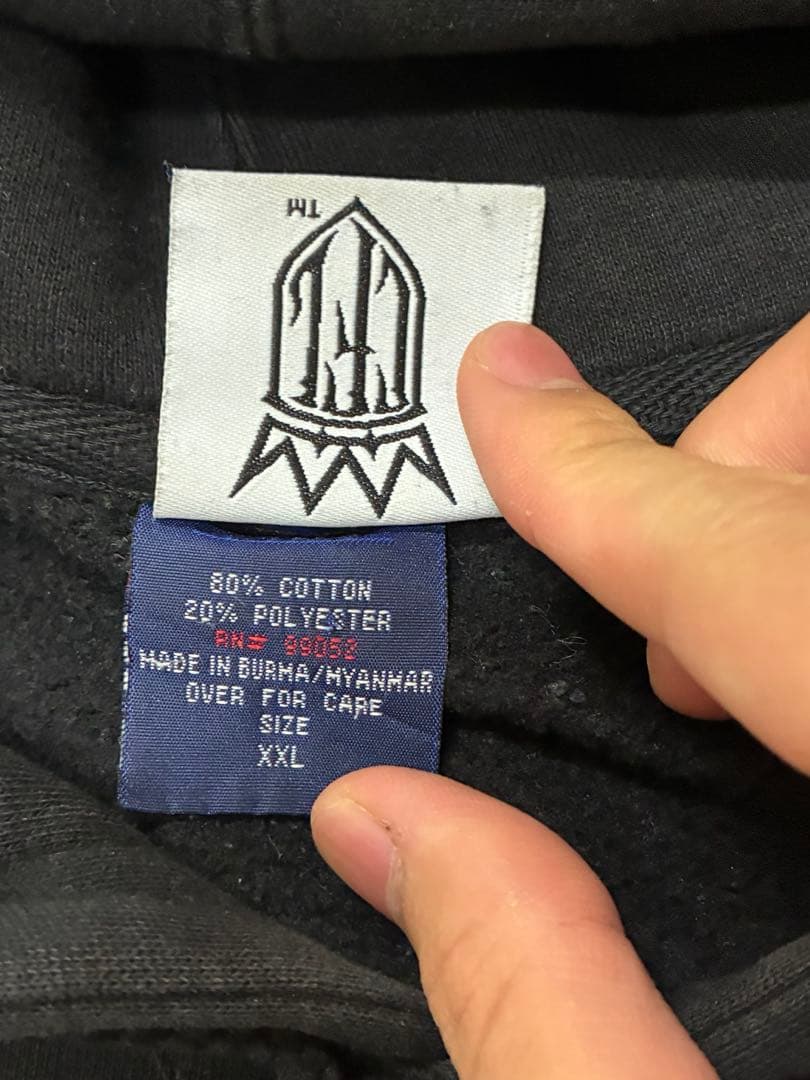 TM
80% COTTON
20% POLYESTER
RN# 99052
MADE IN BURMA/MYANMAR
OVER FOR CARE
SIZE
XXL